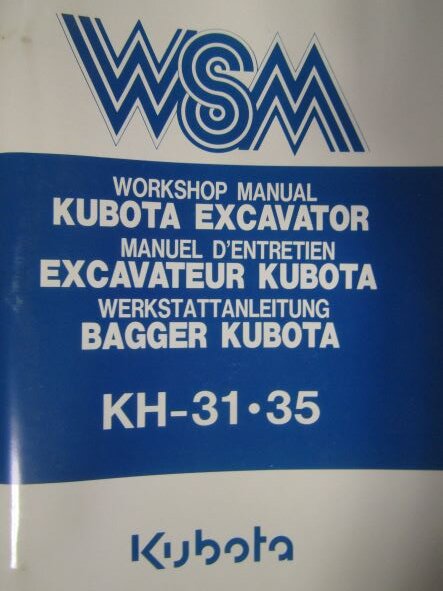 WSM
WORKSHOP MANUAL
KUBOTA EXCAVATOR
MANUEL D'ENTRETIEN
EXCAVATEUR KUBOTA
WERKSTATTANLEITUNG
BAGGER KUBOTA
KH-31·35
Kubota